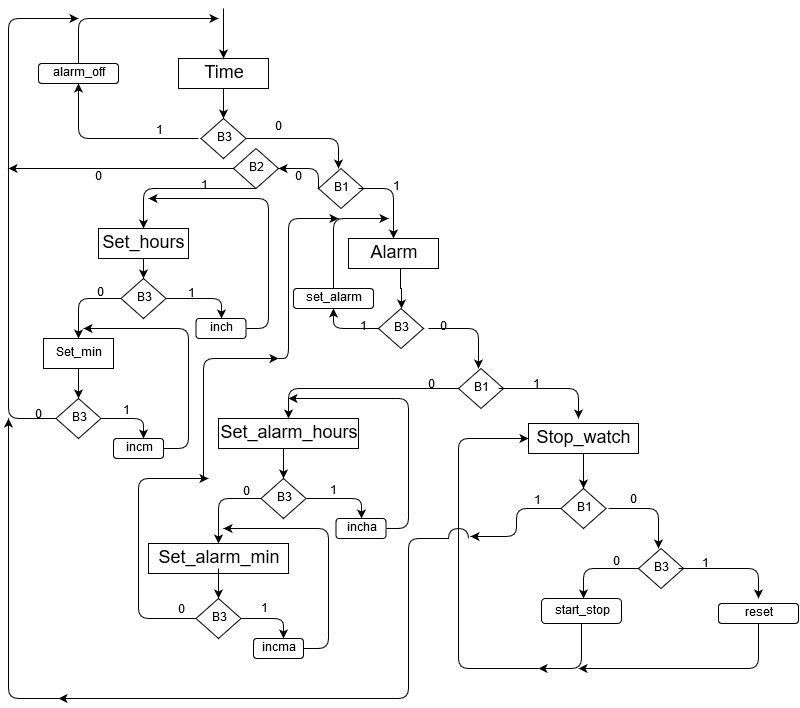 alarm_off
Time
1
B3
0
B2
0
0
B1
1
1
Set_hours
Alarm
0
B3
1
set_alarm
inch
1
B3
0
Set_min
0
B1
1
0
B3
1
incm
Set_alarm_hours
Stop_watch
0
B3
1
1
B1
0
incha
Set_alarm_min
0
B3
1
0
B3
1
start_stop
reset
incma